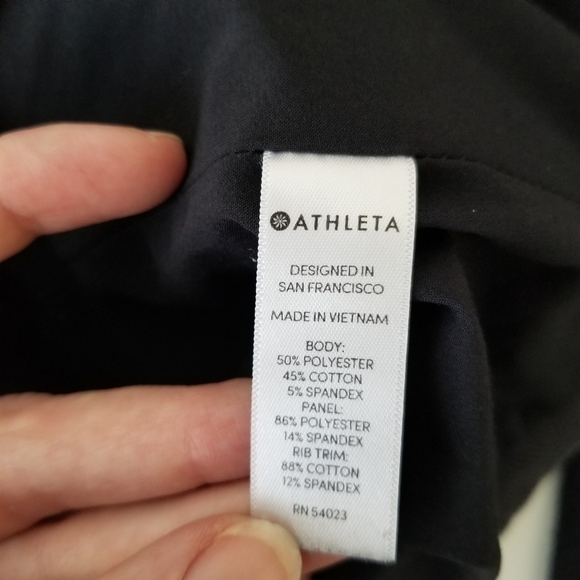 ATHLETA
DESIGNED IN
SAN FRANCISCO
MADE IN VIETNAM
BODY:
50% POLYESTER
45% COTTON
5% SPANDEX
PANEL:
86% POLYESTER
14% SPANDEX
RIB TRIM:
88% COTTON
12% SPANDEX
RN 54023